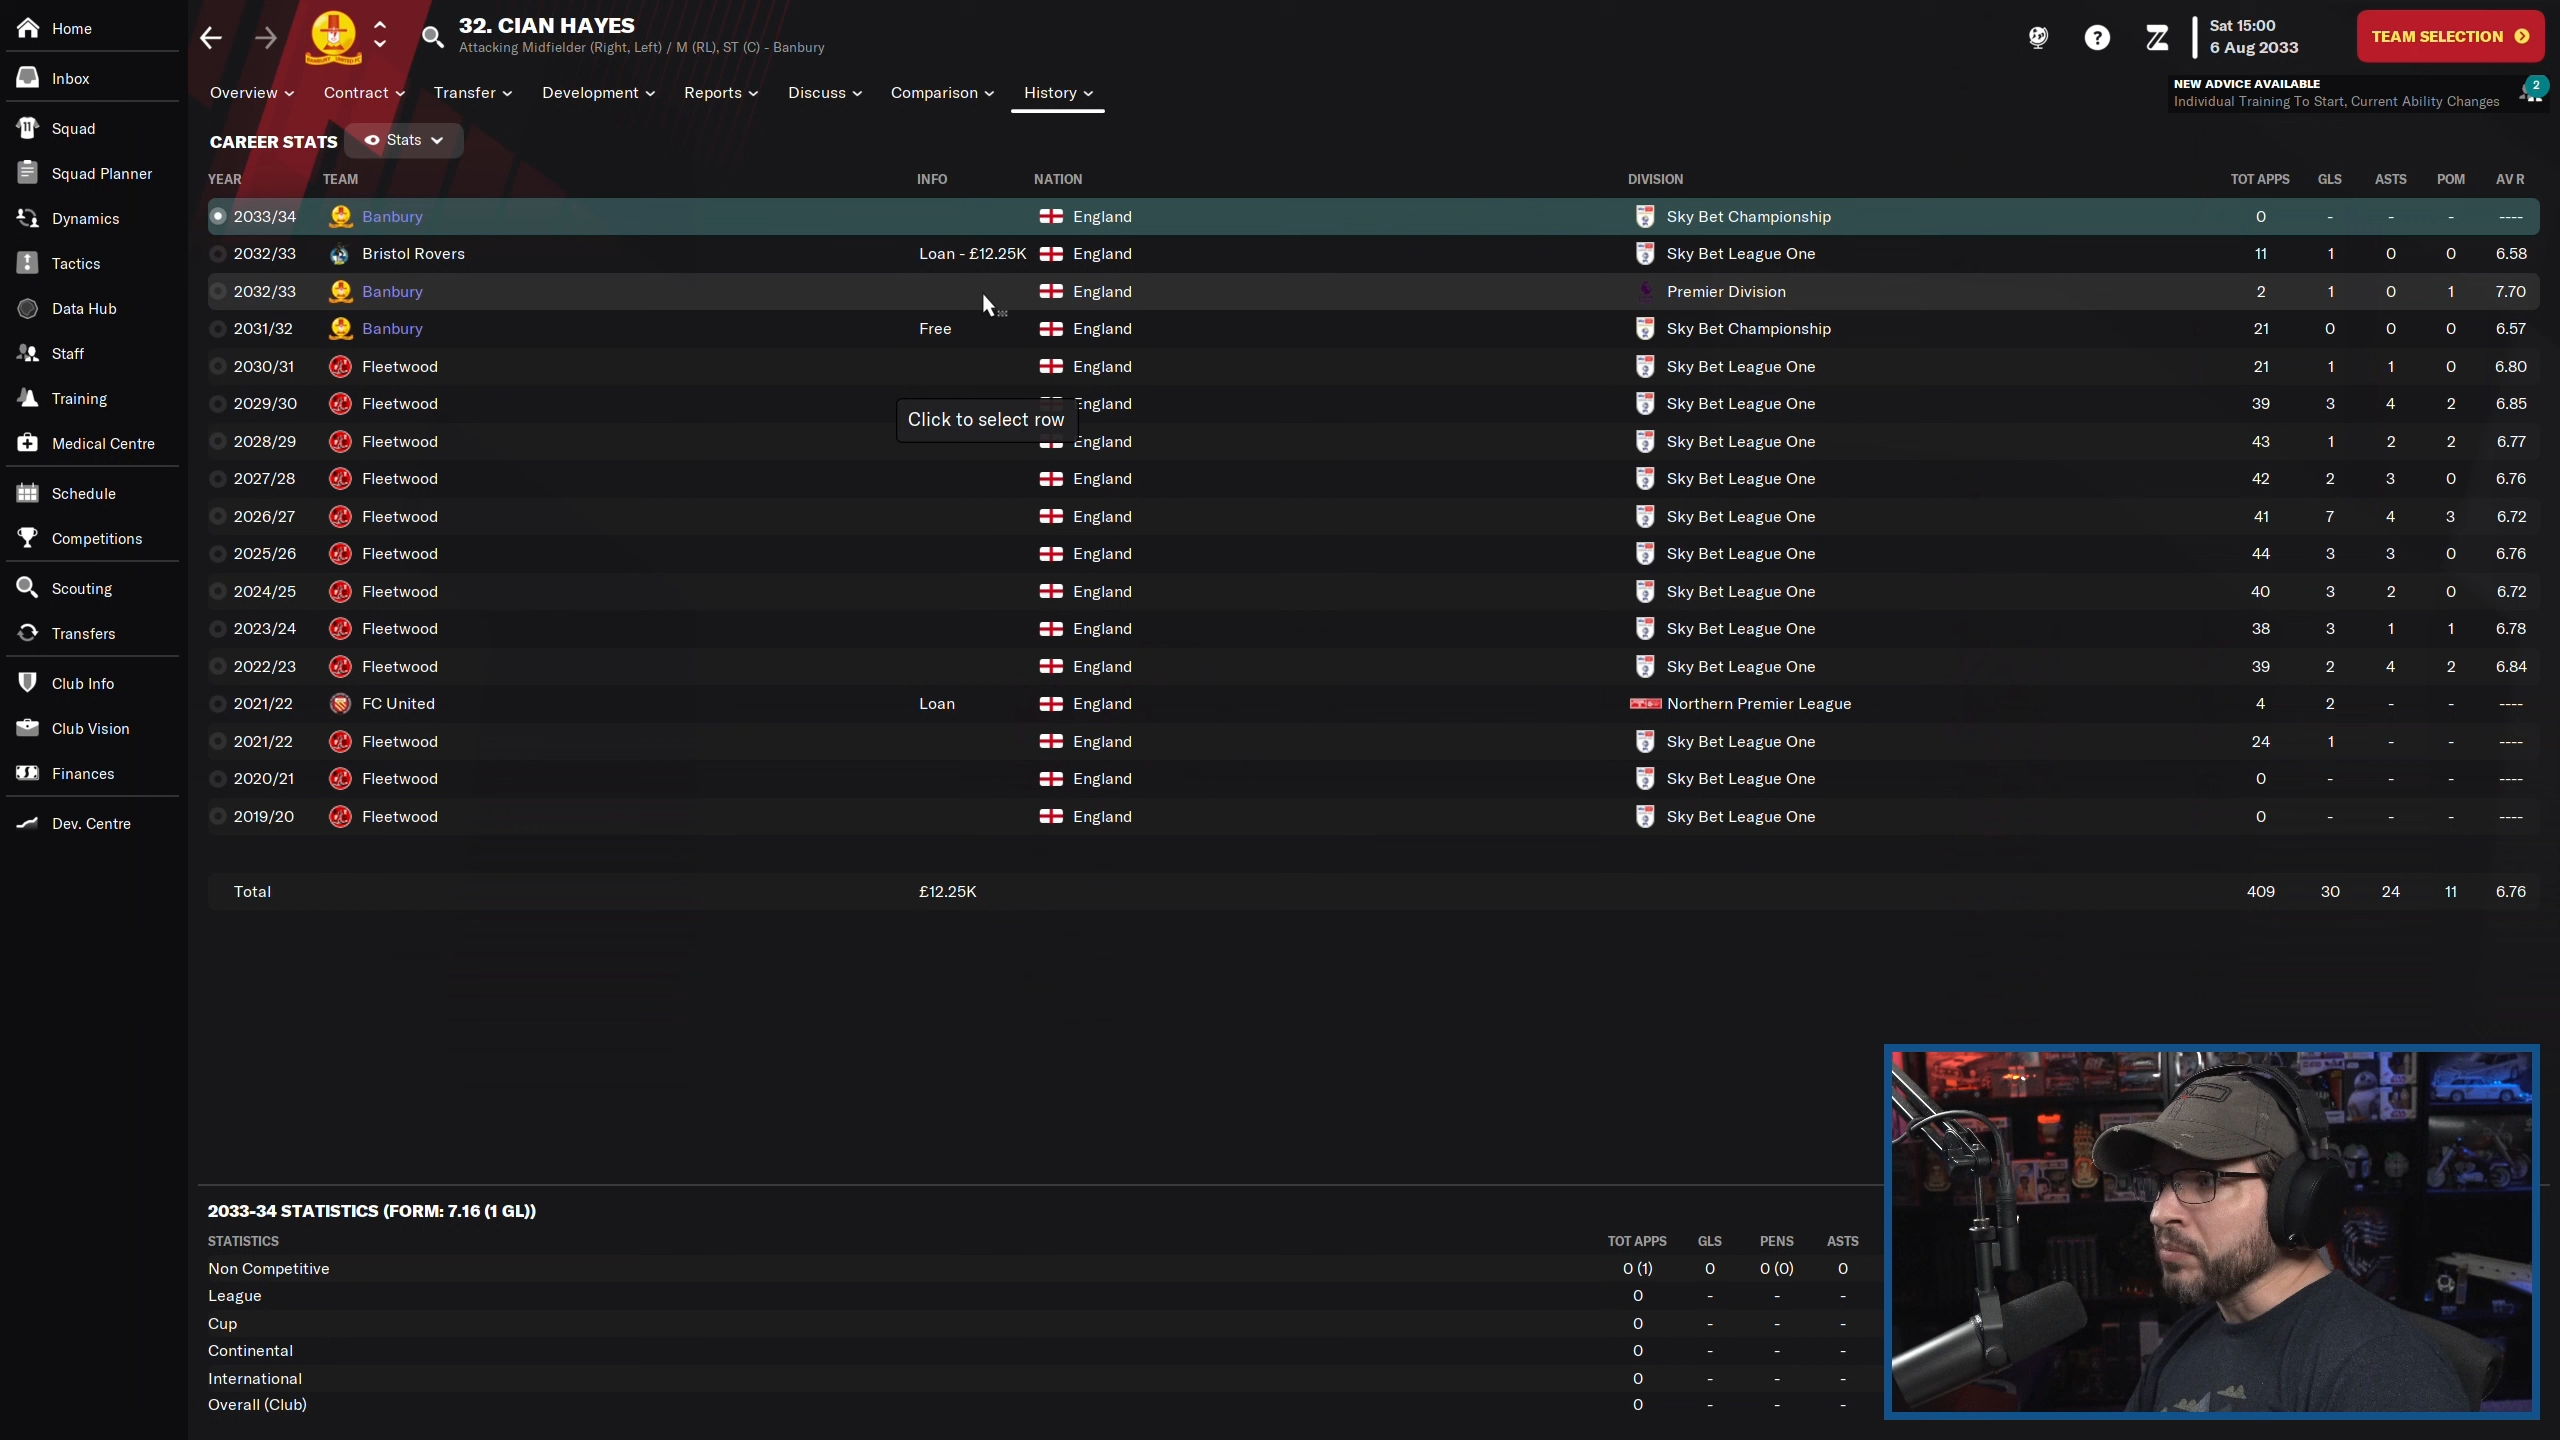 Home
Inbox
Squad
Squad Planner
Dynamics
Tactics
Data Hub
Staff
Training
Medical Centre
Schedule
Competitions
Scouting
Transfers
Club Info
Club Vision
Finances
Dev. Centre
32. CIAN HAYES
Attacking Midfielder (Right, Left) / M (RL), ST (C) - Banbury
Sat 15:00
6 Aug 2033
TEAM SELECTION
NEW ADVICE AVAILABLE
Individual Training To Start, Current Ability Changes
2
Overview Contract Transfer Development Reports Discuss Comparison History
CAREER STATS Stats
YEAR TEAM INFO NATION DIVISION TOT APPS GLS ASTS POM AV R
2033/34 Banbury England Sky Bet Championship 0 - - - ----
2032/33 Bristol Rovers Loan - £12.25K England Sky Bet League One 11 1 0 0 6.58
2032/33 Banbury England Premier Division 2 1 0 1 7.70
2031/32 Banbury Free England Sky Bet Championship 21 0 0 0 6.57
2030/31 Fleetwood England Sky Bet League One 21 1 1 0 6.80
2029/30 Fleetwood England Sky Bet League One 39 3 4 2 6.85
Click to select row
2028/29 Fleetwood England Sky Bet League One 43 1 2 2 6.77
2027/28 Fleetwood England Sky Bet League One 42 2 3 0 6.76
2026/27 Fleetwood England Sky Bet League One 41 7 4 3 6.72
2025/26 Fleetwood England Sky Bet League One 44 3 3 0 6.76
2024/25 Fleetwood England Sky Bet League One 40 3 2 0 6.72
2023/24 Fleetwood England Sky Bet League One 38 3 1 1 6.78
2022/23 Fleetwood England Sky Bet League One 39 2 4 2 6.84
2021/22 FC United Loan England Northern Premier League 4 2 - - ----
2021/22 Fleetwood England Sky Bet League One 24 1 - - ----
2020/21 Fleetwood England Sky Bet League One 0 - - - ----
2019/20 Fleetwood England Sky Bet League One 0 - - - ----
Total £12.25K 409 30 24 11 6.76
2033-34 STATISTICS (FORM: 7.16 (1 GL))
STATISTICS TOT APPS GLS PENS ASTS
Non Competitive 0 (1) 0 0 (0) 0
League 0 - - -
Cup 0 - - -
Continental 0 - - -
International 0 - - -
Overall (Club) 0 - - -